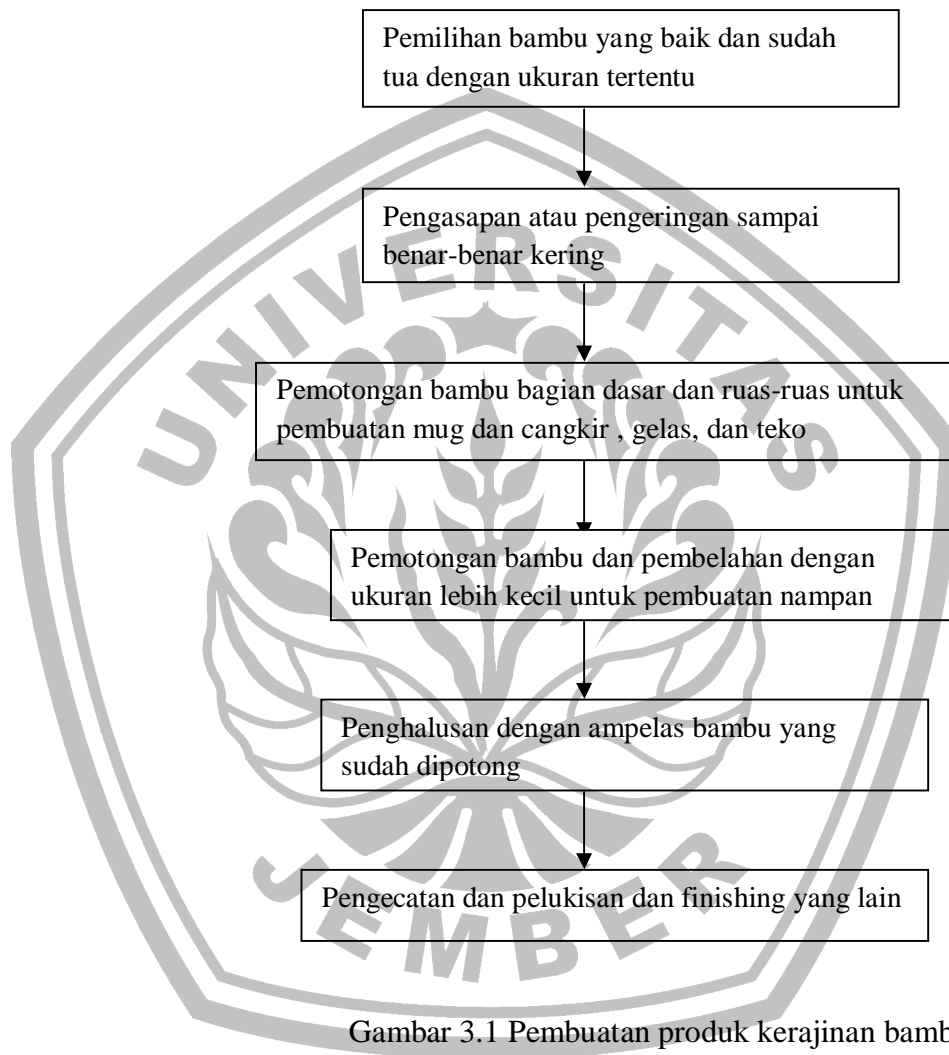 Pemilihan bambu yang baik dan sudah
tua dengan ukuran tertentu
Pengasapan atau pengeringan sampai
benar-benar kering
Pemotongan bambu bagian dasar dan ruas-ruas untuk
pembuatan mug dan cangkir , gelas, dan teko
Pemotongan bambu dan pembelahan dengan
ukuran lebih kecil untuk pembuatan nampan
Penghalusan dengan ampelas bambu yang
sudah dipotong
Pengecatan dan pelukisan dan finishing yang lain
UNIVERSITAS
JEMBER
Gambar 3.1 Pembuatan produk kerajinan bamb